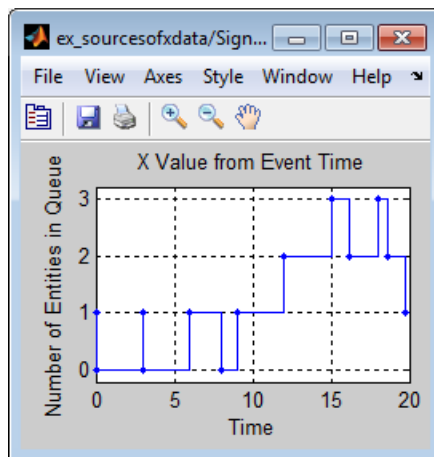 ex_sourcesofxdata/Sign...
File View Axes Style Window Help
X Value from Event Time
Number of Entities in Queue
3
2
1
0
0 5 10 15 20
Time